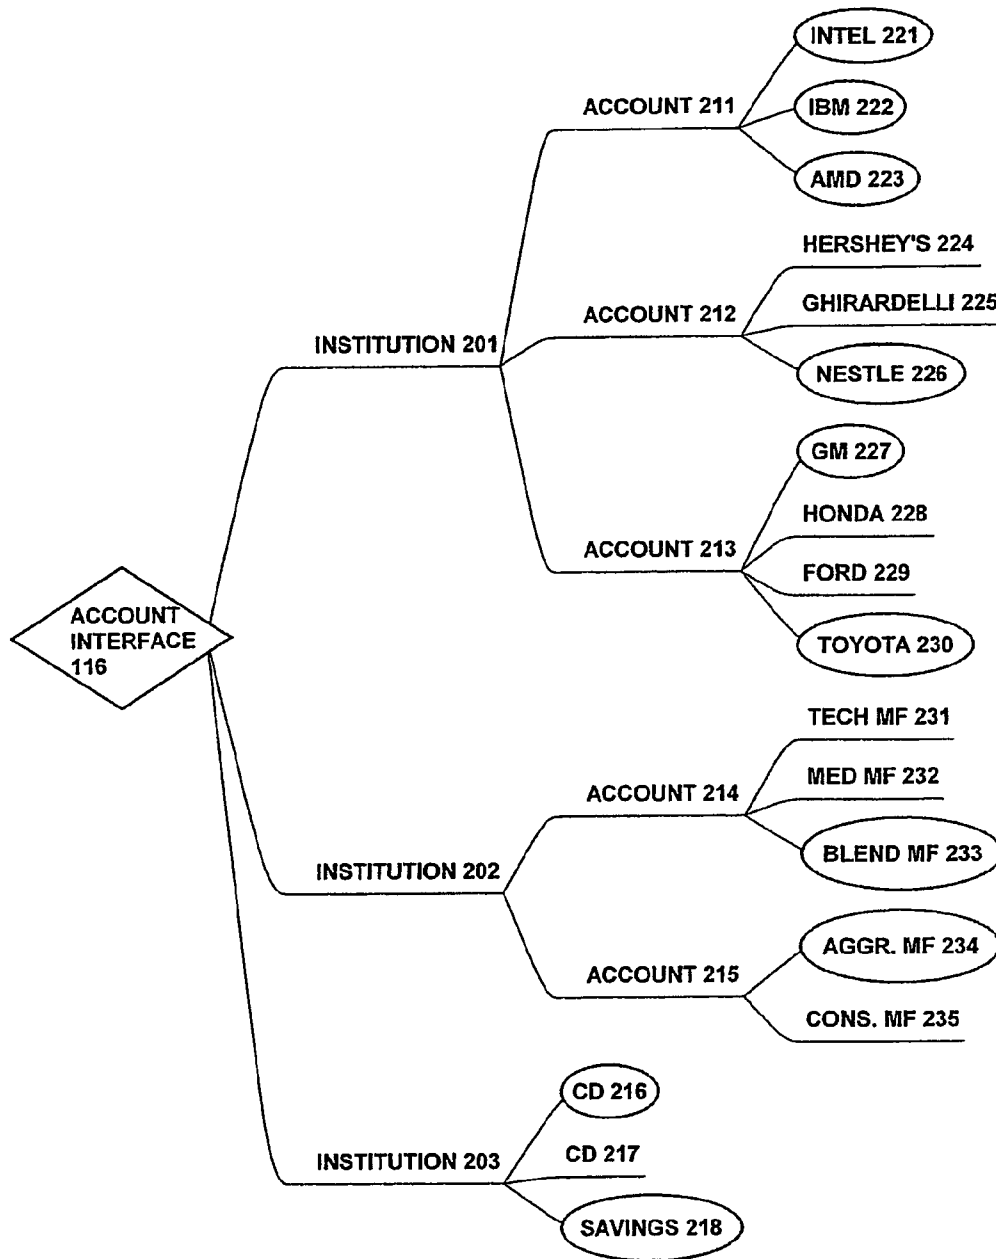 INTEL 221
ACCOUNT 211
IBM 222
AMD 223
HERSHEY'S 224
ACCOUNT 212
GHIRARDELLI 225
INSTITUTION 201
NESTLE 226
GM 227
HONDA 228
ACCOUNT 213
FORD 229
ACCOUNT
INTERFACE
116
TOYOTA 230
TECH MF 231
MED MF 232
ACCOUNT 214
BLEND MF 233
INSTITUTION 202
AGGR. MF 234
ACCOUNT 215
CONS. MF 235
CD 216
INSTITUTION 203
CD 217
SAVINGS 218